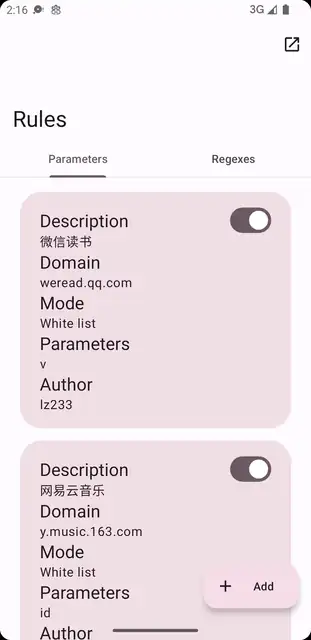 2:16
3G
Rules
Parameters Regexes
Description
微信读书
Domain
weread.qq.com
Mode
White list
Parameters
v
Author
lz233
Description
网易云音乐
Domain
y.music.163.com
Mode
White list
Parameters
id
Author
Add